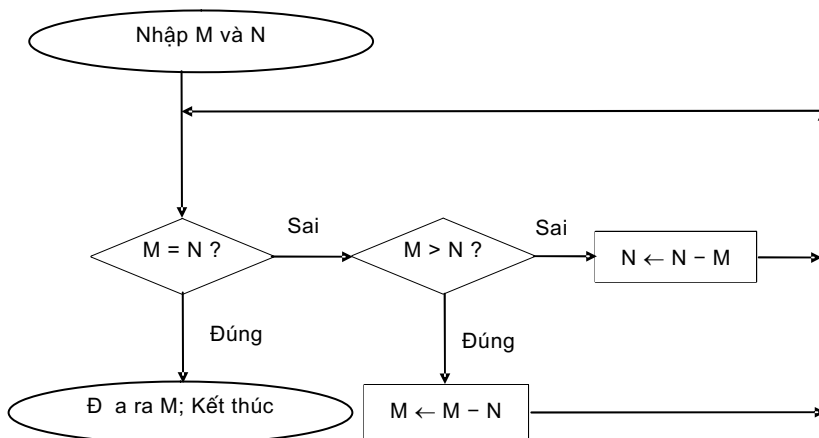 Nhập M và N
Sai
Sai
M = N ?
M > N ?
N ← N − M
Đúng
Đúng
Đ a ra M; Kết thúc
M ← M − N